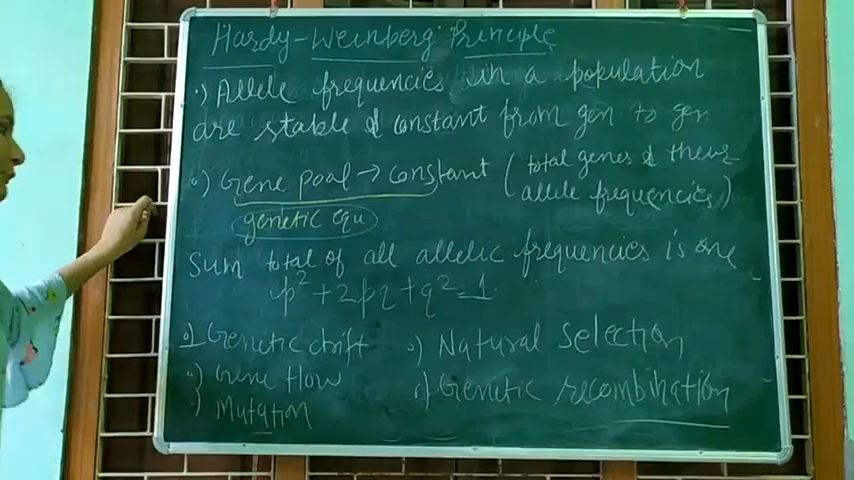 Hardy-Weinberg Principle
•) Allele frequencies in a population
are stable & constant from gen to gen
•) Gene pool → constant (total genes & their
allele frequencies)
genetic equ
Sum total of all allelic frequencies is one
p² + 2pq + q² = 1
•) Genetic drift •) Natural Selection
•) Gene flow •) Genetic recombination
•) Mutation